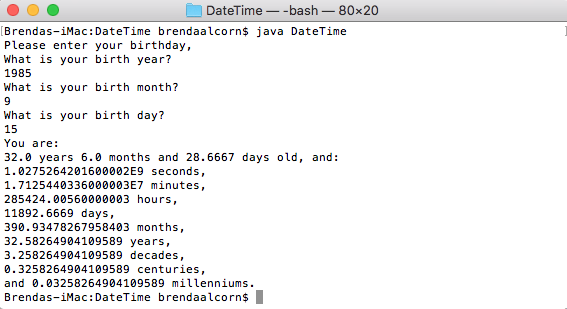 DateTime — -bash — 80×20
Brendas-iMac:DateTime brendaalcorn$ java DateTime
Please enter your birthday,
What is your birth year?
1985
What is your birth month?
9
What is your birth day?
15
You are:
32.0 years 6.0 months and 28.6667 days old, and:
1.0275264201600002E9 seconds,
1.7125440336000003E7 minutes,
285424.00560000003 hours,
11892.6669 days,
390.93478267958403 months,
32.58264904109589 years,
3.258264904109589 decades,
0.3258264904109589 centuries,
and 0.03258264904109589 millenniums.
Brendas-iMac:DateTime brendaalcorn$